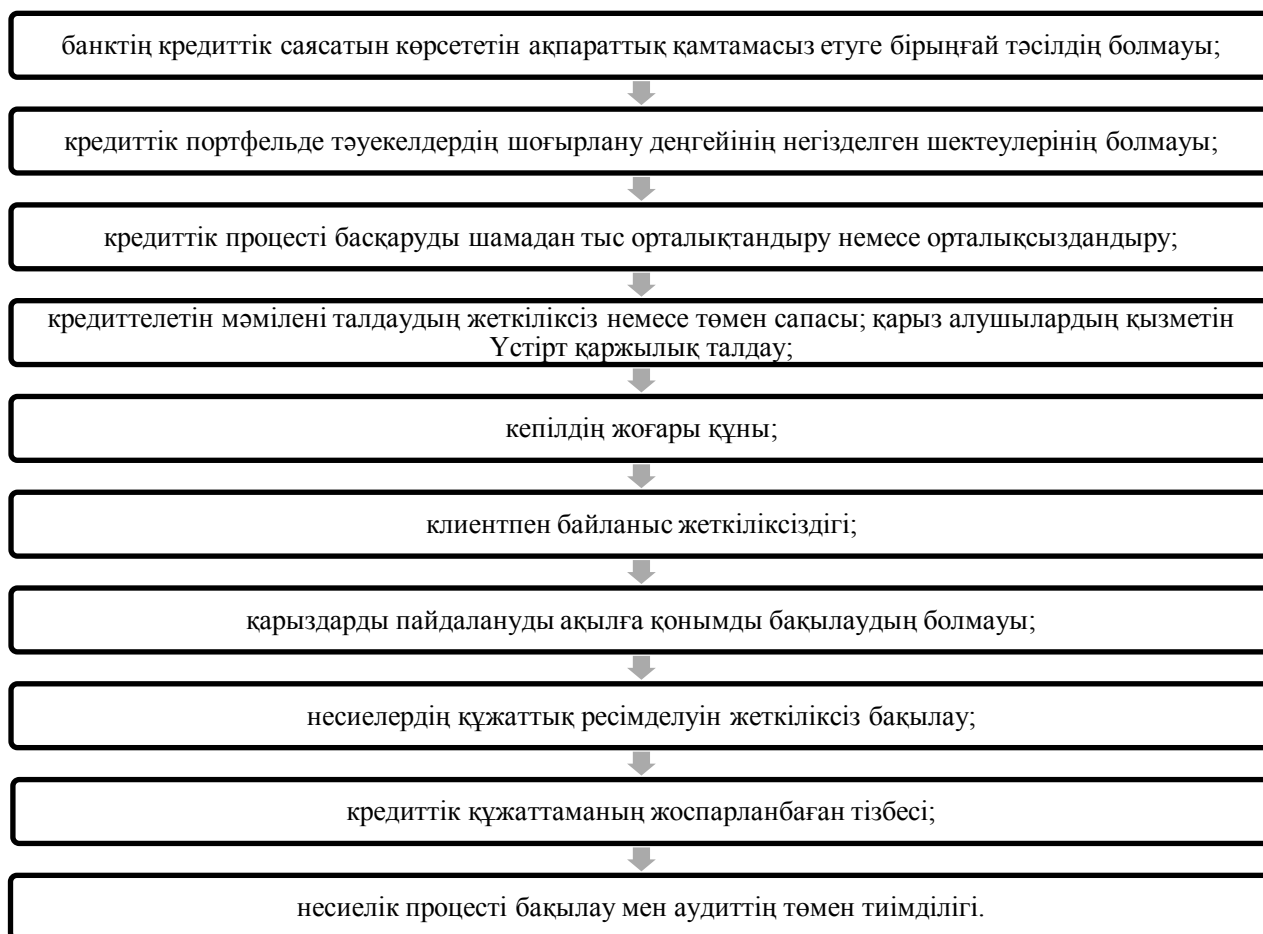 банктің кредиттік саясатын көрсететін ақпараттық қамтамасыз етуге бірыңғай тәсілдің болмауы;
кредиттік портфельде тәуекелдердің шоғырлану деңгейінің негізделген шектеулерінің болмауы;
кредиттік процесті басқаруды шамадан тыс орталықтандыру немесе орталықсыздандыру;
кредиттелетін мәмілені талдаудың жеткіліксіз немесе төмен сапасы; қарыз алушылардың қызметін
Үстірт қаржылық талдау;
кепілдің жоғары құны;
клиентпен байланыс жеткіліксіздігі;
қарыздарды пайдалануды ақылға қонымды бақылаудың болмауы;
несиелердің құжаттық ресімделуін жеткіліксіз бақылау;
кредиттік құжаттаманың жоспарланбаған тізбесі;
несиелік процесті бақылау мен аудиттің төмен тиімділігі.